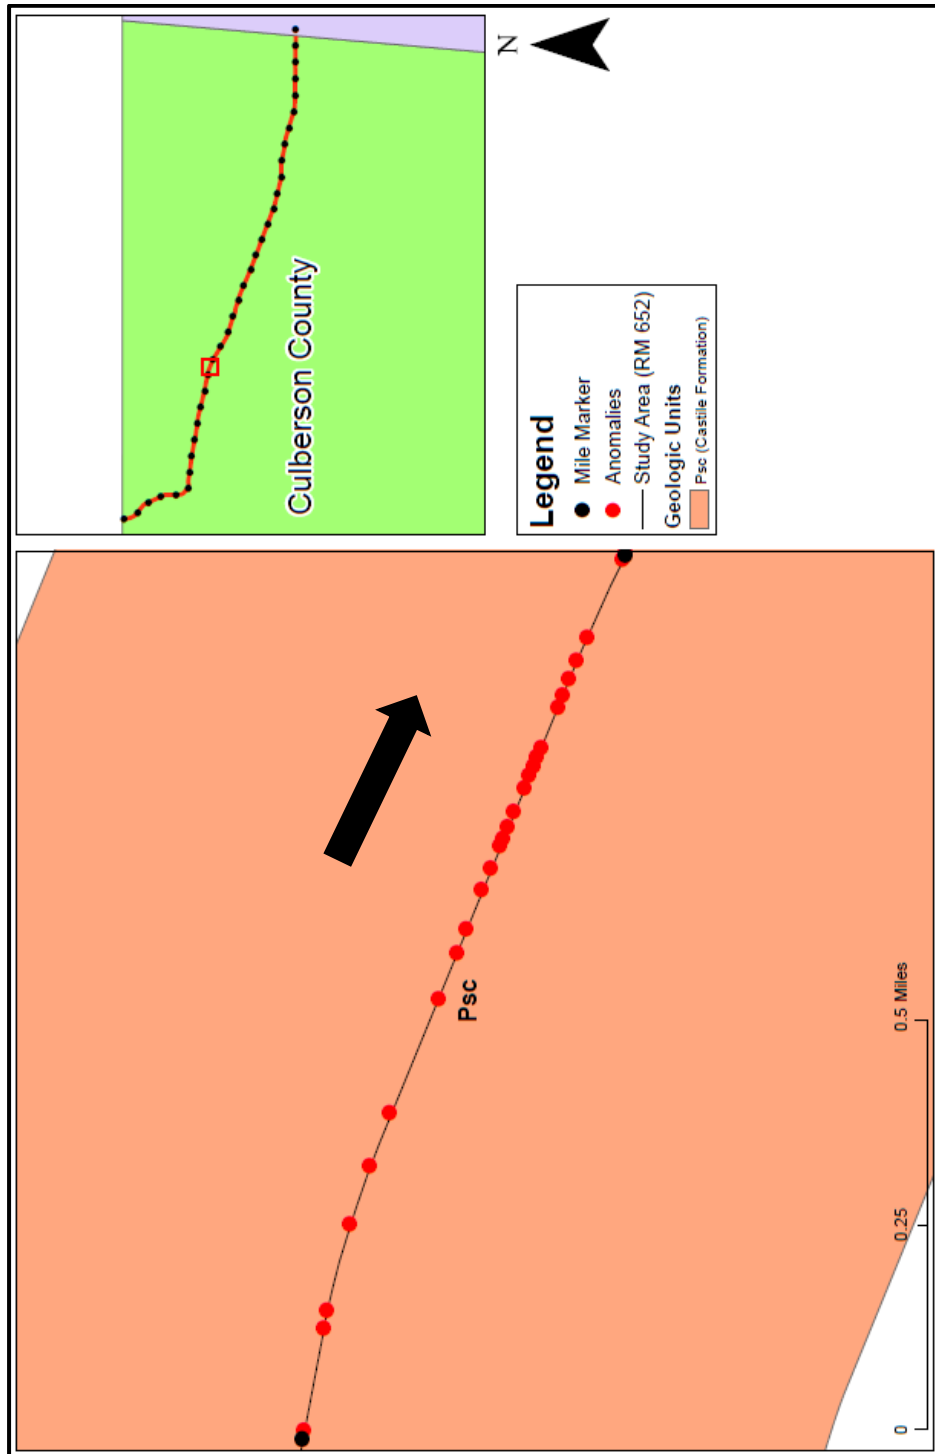 Culberson County
N
Legend
Mile Marker
Anomalies
Study Area (RM 652)
Geologic Units
Psc (Castile Formation)
Psc
0 0.25 0.5 Miles